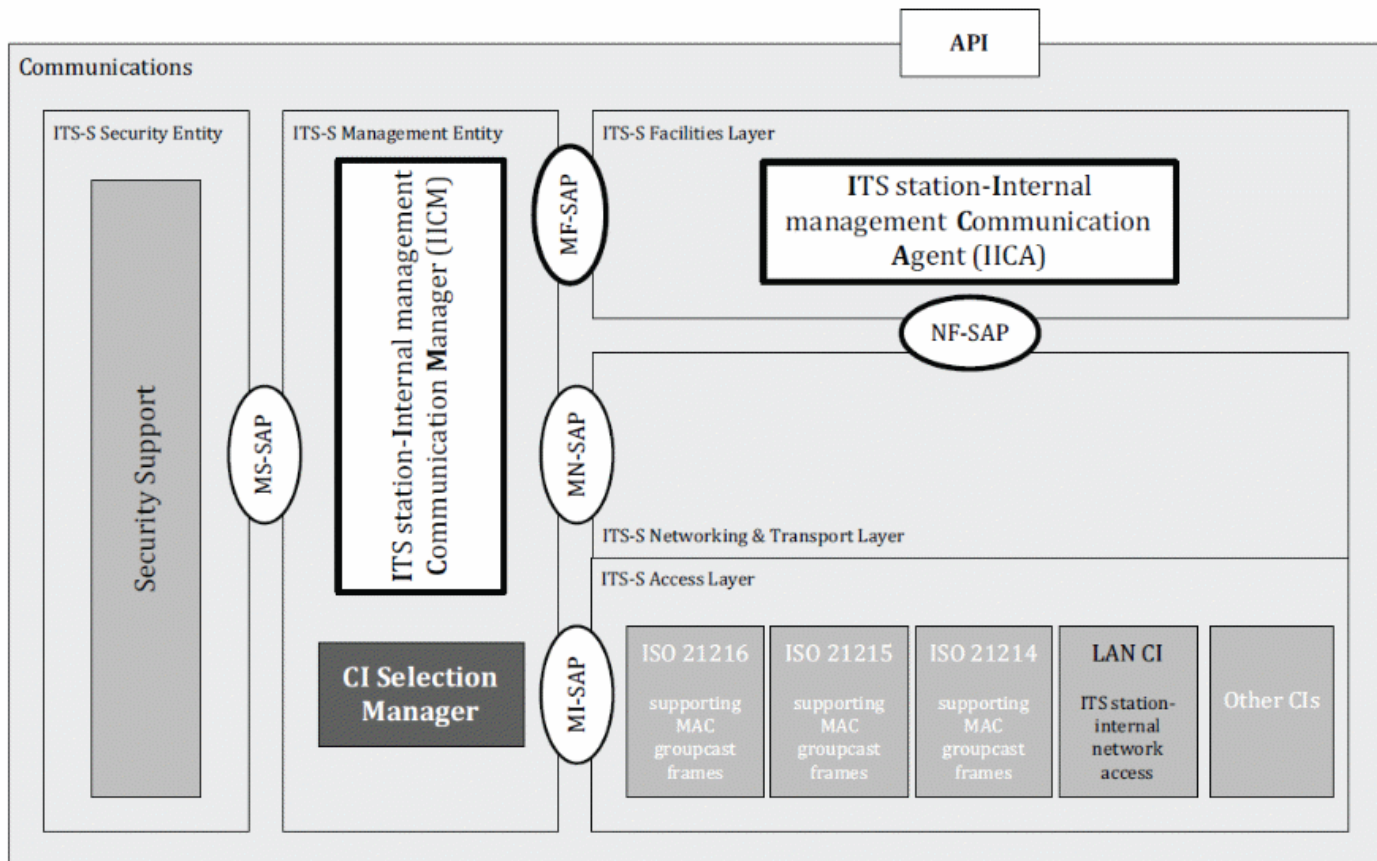 API
Communications
ITS-S Security Entity
Security Support
MS-SAP
ITS-S Management Entity
ITS station-Internal management
Communication Manager (IICM)
CI Selection
Manager
MF-SAP
MN-SAP
MI-SAP
ITS-S Facilities Layer
ITS station-Internal
management Communication
Agent (IICA)
NF-SAP
ITS-S Networking & Transport Layer
ITS-S Access Layer
ISO 21216
supporting
MAC
groupcast
frames
ISO 21215
supporting
MAC
groupcast
frames
ISO 21214
supporting
MAC
groupcast
frames
LAN CI
ITS station-
internal
network
access
Other CIs